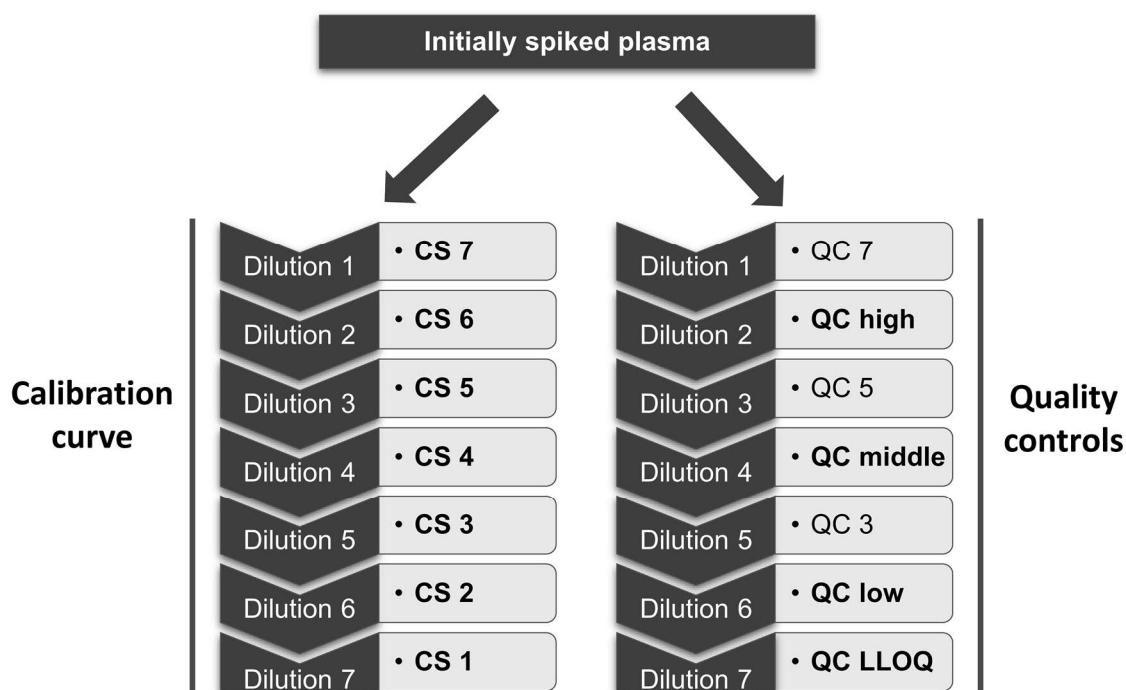 Initially spiked plasma
Calibration
curve
Dilution 1
• CS 7
Dilution 2
• CS 6
Dilution 3
• CS 5
Dilution 4
• CS 4
Dilution 5
• CS 3
Dilution 6
• CS 2
Dilution 7
• CS 1
Dilution 1
• QC 7
Dilution 2
• QC high
Dilution 3
• QC 5
Dilution 4
• QC middle
Dilution 5
• QC 3
Dilution 6
• QC low
Dilution 7
• QC LLOQ
Quality
controls